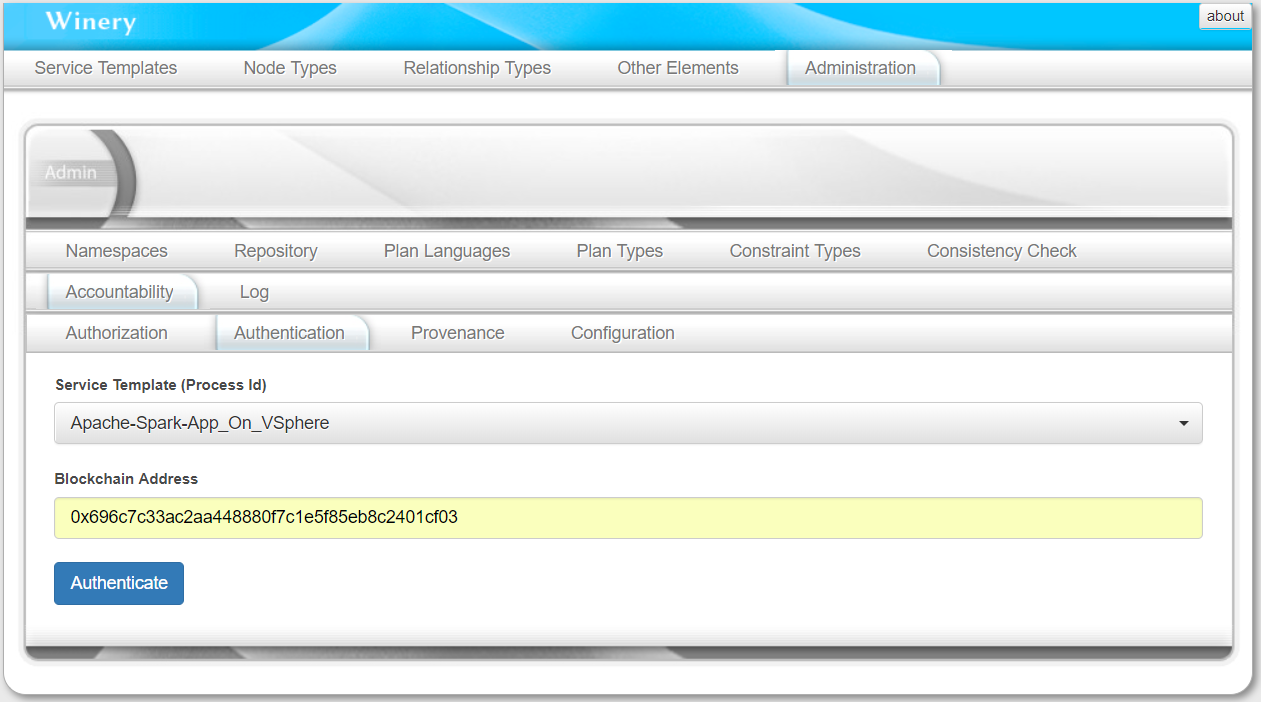 Winery
about
Service Templates Node Types Relationship Types Other Elements Administration
Admin
Namespaces Repository Plan Languages Plan Types Constraint Types Consistency Check
Accountability Log
Authorization Authentication Provenance Configuration
Service Template (Process Id)
Apache-Spark-App_On_VSphere
Blockchain Address
0x696c7c33ac2aa448880f7c1e5f85eb8c2401cf03
Authenticate